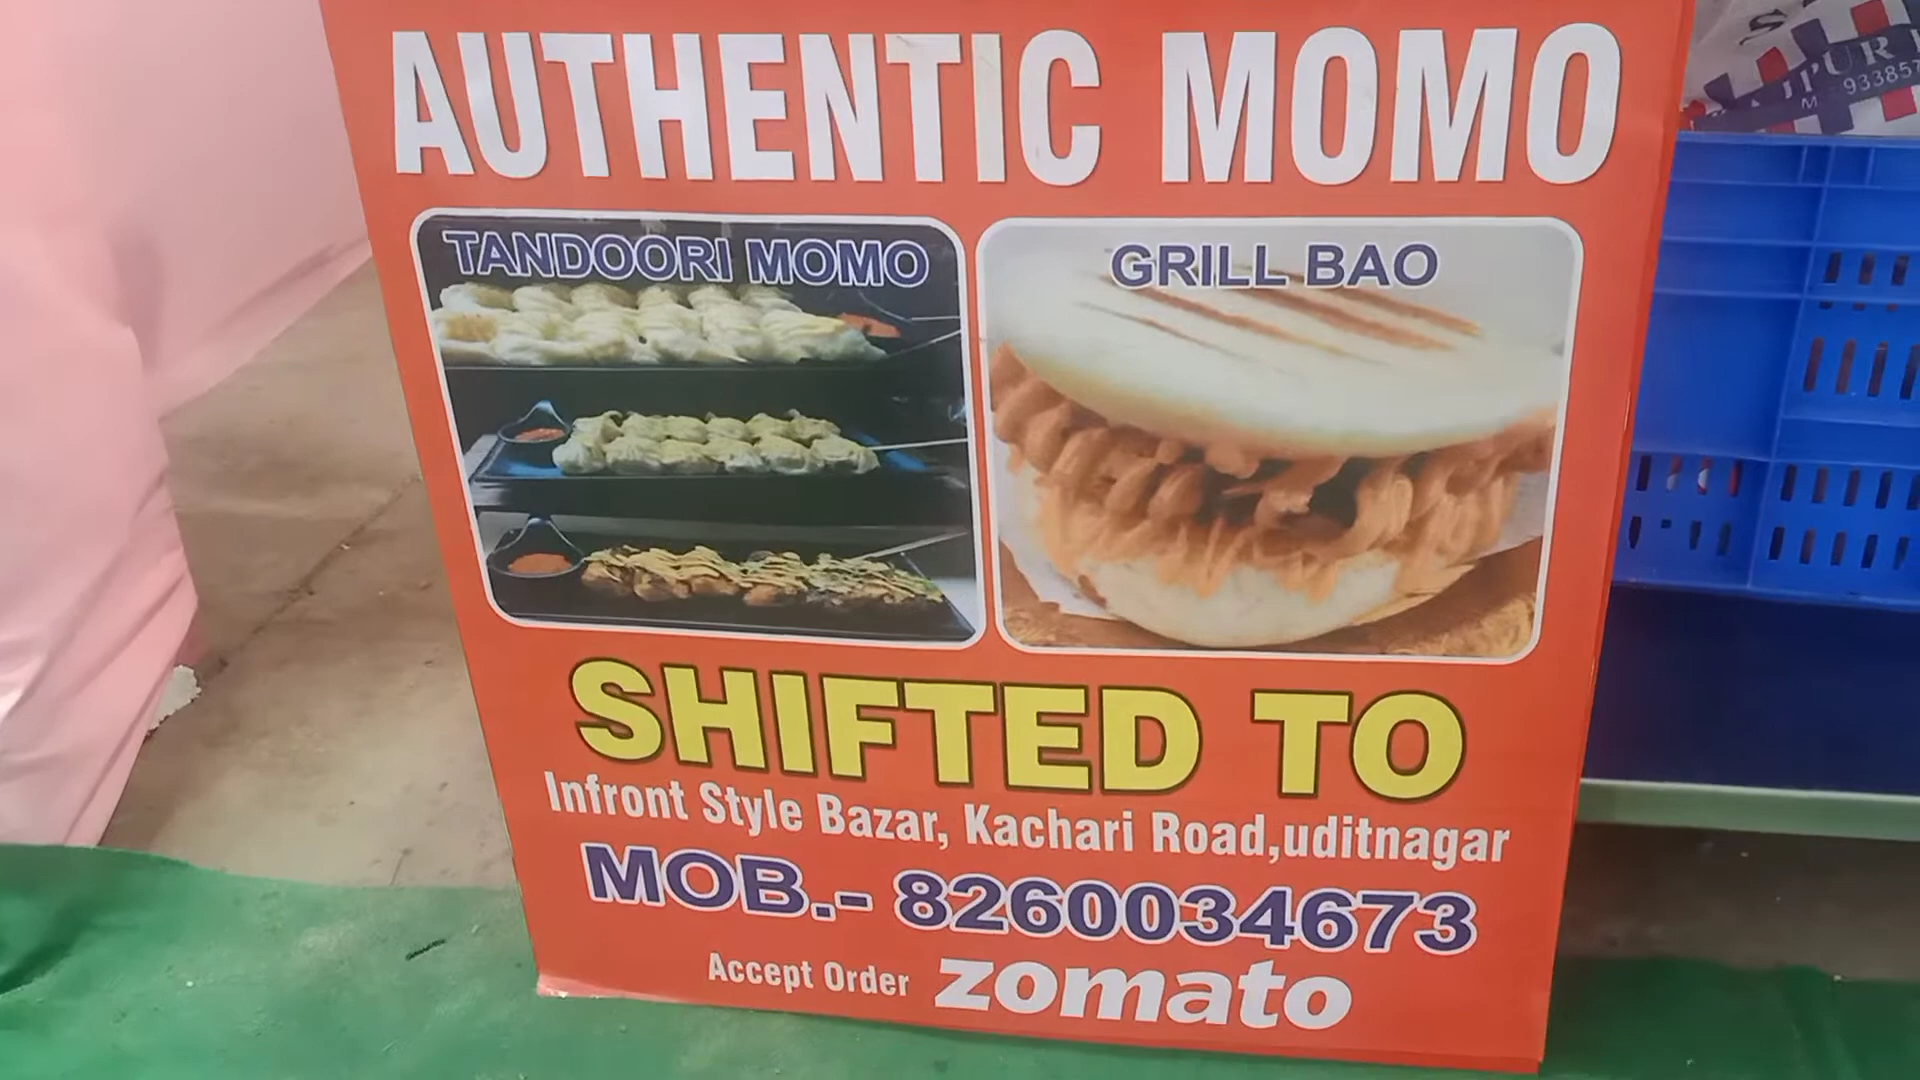 AUTHENTIC MOMO
TANDOORI MOMO
GRILL BAO
SHIFTED TO
Infront Style Bazar, Kachari Road,uditnagar
MOB.- 8260034673
Accept Order zomato